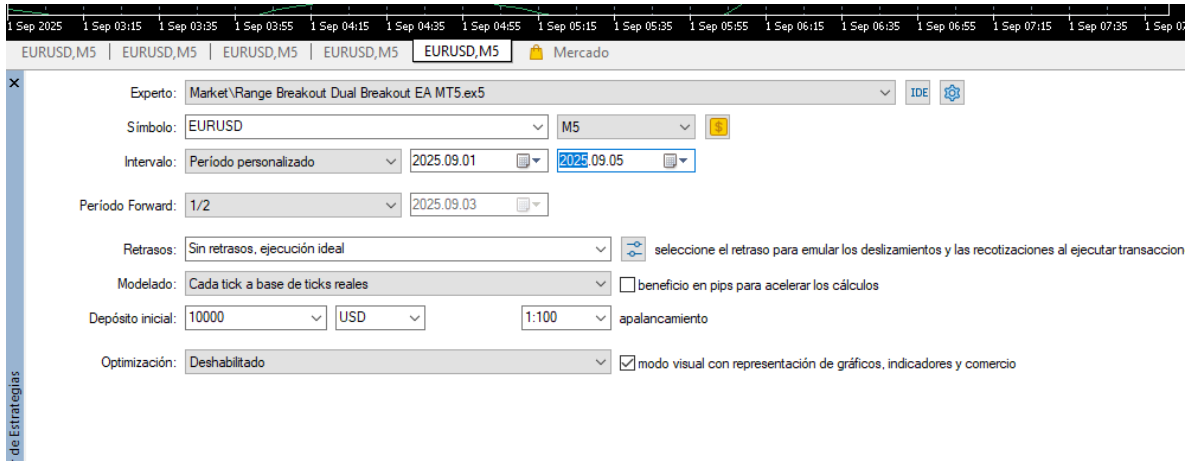 1 Sep 2025 1 Sep 03:15 1 Sep 03:35 1 Sep 03:55 1 Sep 04:15 1 Sep 04:35 1 Sep 04:55 1 Sep 05:15 1 Sep 05:35 1 Sep 05:55 1 Sep 06:15 1 Sep 06:35 1 Sep 06:55 1 Sep 07:15 1 Sep 07:35 1 Sep
EURUSD,M5 | EURUSD,M5 | EURUSD,M5 | EURUSD,M5 EURUSD,M5 Mercado
Experto: Market\Range Breakout Dual Breakout EA MT5.ex5 IDE
Símbolo: EURUSD M5 $
Intervalo: Período personalizado 2025.09.01 2025.09.05
Período Forward: 1/2 2025.09.03
Retrasos: Sin retrasos, ejecución ideal seleccione el retraso para emular los deslizamientos y las recotizaciones al ejecutar transaccion
Modelado: Cada tick a base de ticks reales beneficio en pips para acelerar los cálculos
Depósito inicial: 10000 USD 1:100 apalancamiento
Optimización: Deshabilitado modo visual con representación de gráficos, indicadores y comercio
de Estrategias